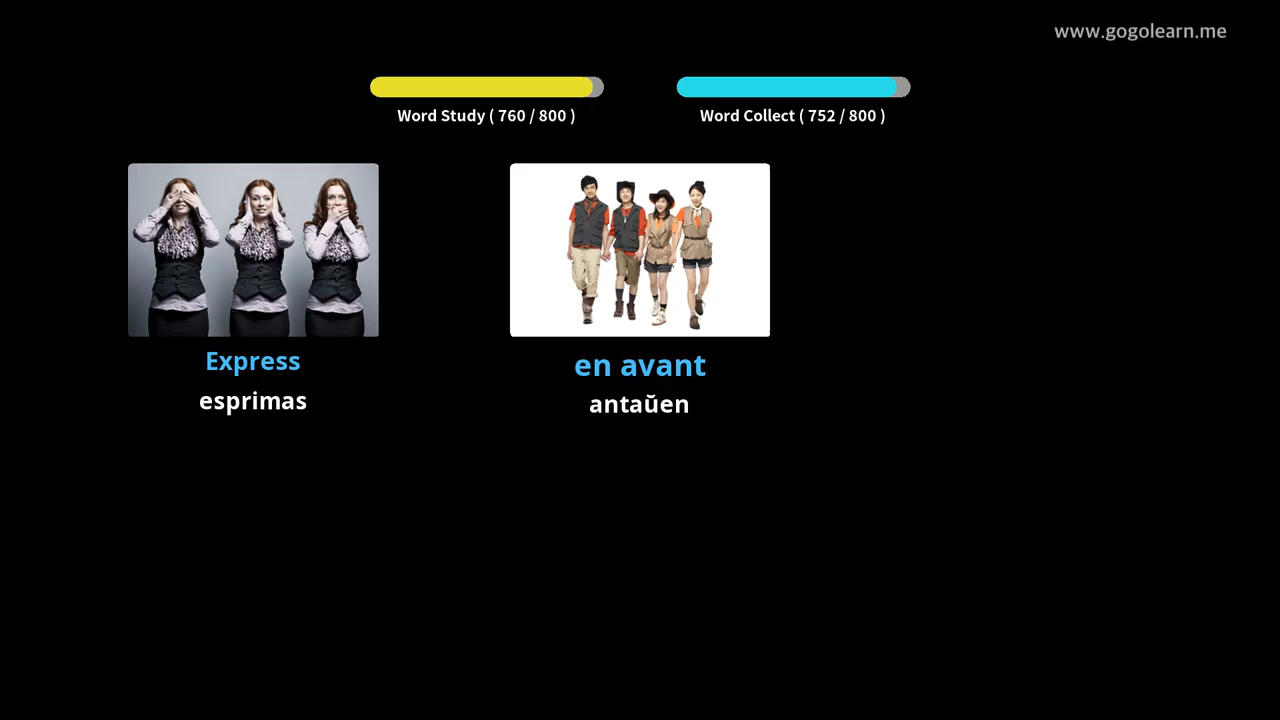 www.gogolearn.me
Word Study ( 760 / 800 )
Word Collect ( 752 / 800 )
Express
esprimas
en avant
antaŭen